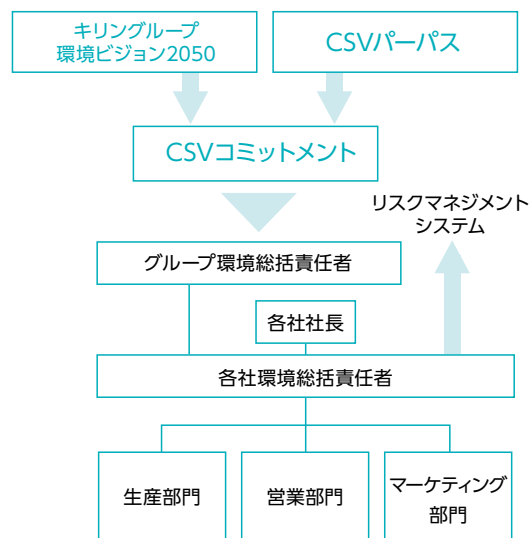 キリングループ
環境ビジョン2050
CSVパーパス
CSVコミットメント
リスクマネジメント
システム
グループ環境総括責任者
各社社長
各社環境総括責任者
生産部門
営業部門
マーケティング
部門